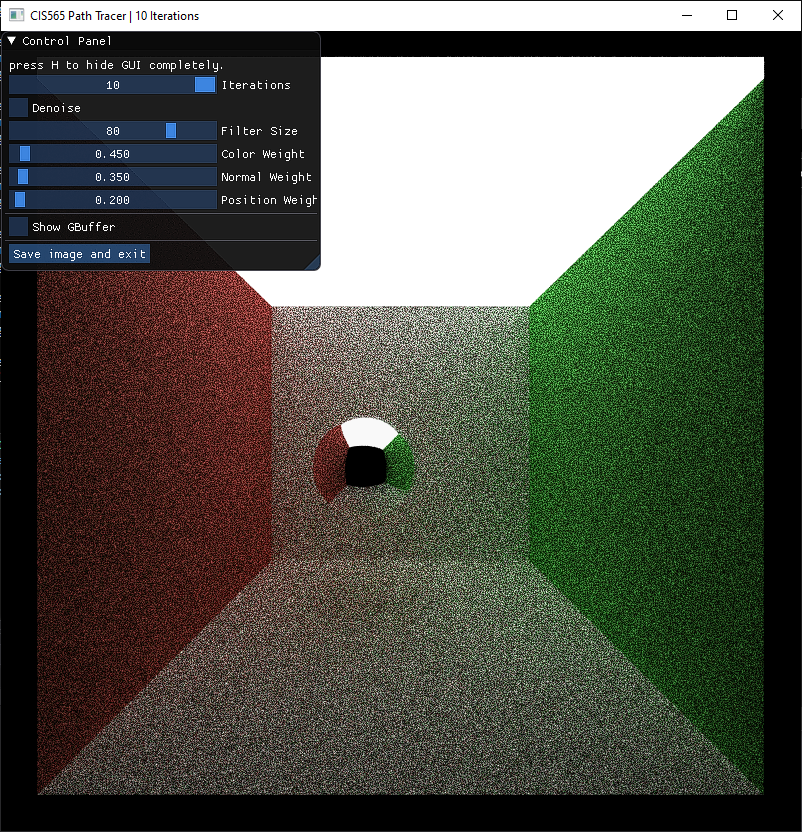 CIS565 Path Tracer | 10 Iterations
Control Panel
press H to hide GUI completely.
10 Iterations
Denoise
80 Filter Size
0.450 Color Weight
0.350 Normal Weight
0.200 Position Weigh
Show GBuffer
Save image and exit